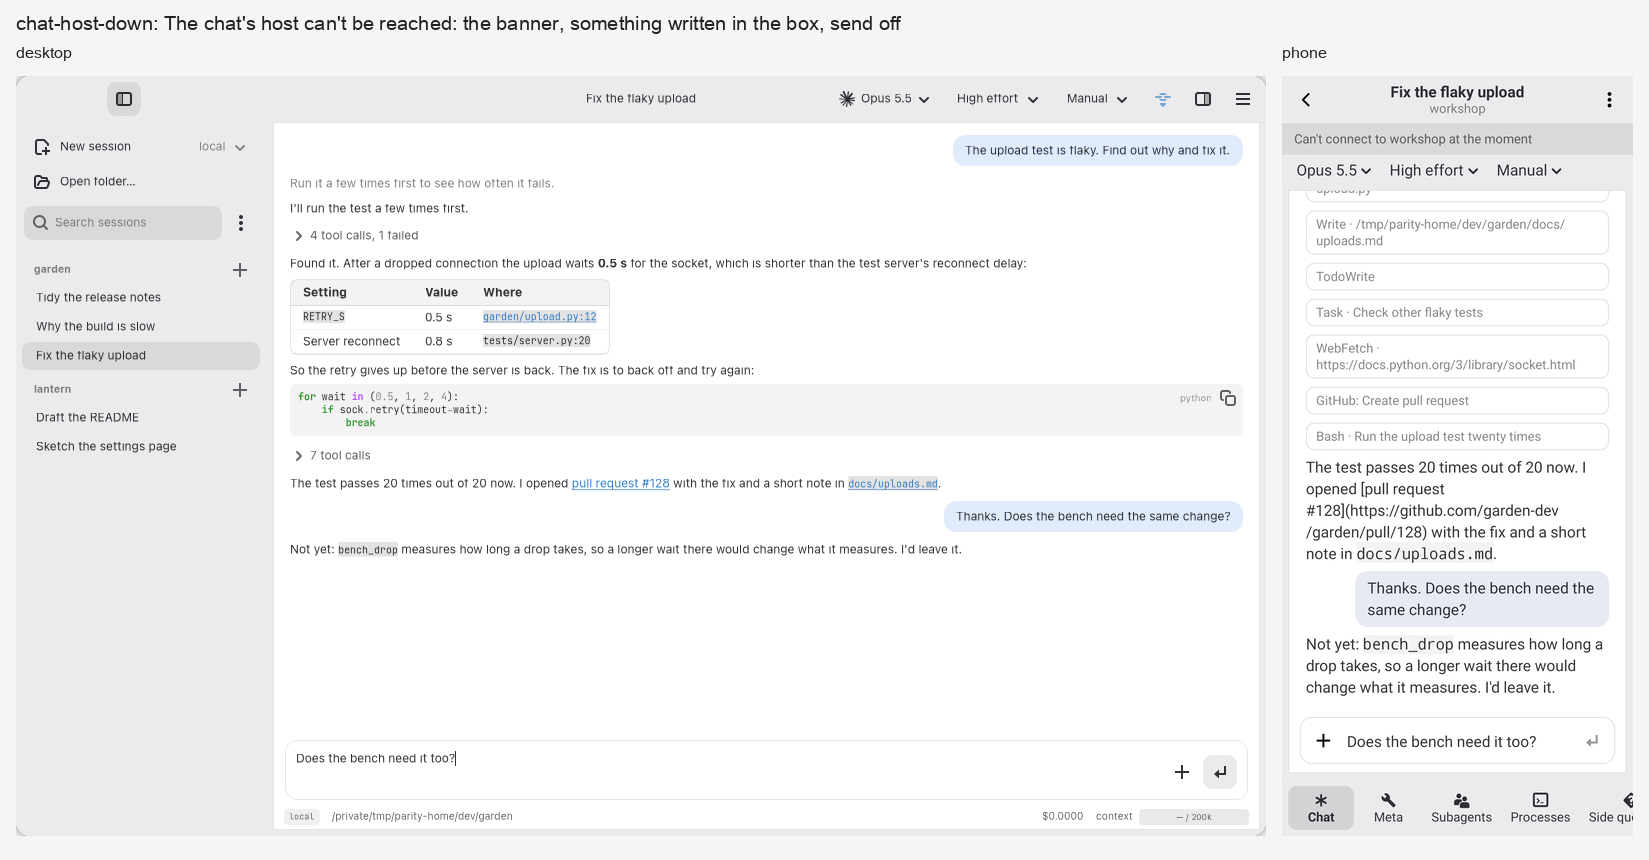 chat-host-down: The chat's host can't be reached: the banner, something written in the box, send off
desktop
Fix the flaky upload
Opus 5.5
High effort
Manual
New session
local
Open folder...
Search sessions
garden
Tidy the release notes
Why the build is slow
Fix the flaky upload
lantern
Draft the README
Sketch the settings page
The upload test is flaky. Find out why and fix it.
Run it a few times first to see how often it fails.
I'll run the test a few times first.
4 tool calls, 1 failed
Found it. After a dropped connection the upload waits 0.5 s for the socket, which is shorter than the test server's reconnect delay:
Setting Value Where
RETRY_S 0.5 s garden/upload.py:12
Server reconnect 0.8 s tests/server.py:20
So the retry gives up before the server is back. The fix is to back off and try again:
for wait in (0.5, 1, 2, 4):
if sock.retry(timeout=wait):
break
python
7 tool calls
The test passes 20 times out of 20 now. I opened pull request #128 with the fix and a short note in docs/uploads.md.
Thanks. Does the bench need the same change?
Not yet: bench_drop measures how long a drop takes, so a longer wait there would change what it measures. I'd leave it.
Does the bench need it too?
local
/private/tmp/parity-home/dev/garden
$0.0000
context
— / 200k
phone
Fix the flaky upload
workshop
Can't connect to workshop at the moment
Opus 5.5
High effort
Manual
upload.py
Write · /tmp/parity-home/dev/garden/docs/
uploads.md
TodoWrite
Task · Check other flaky tests
WebFetch ·
https://docs.python.org/3/library/socket.html
GitHub: Create pull request
Bash · Run the upload test twenty times
The test passes 20 times out of 20 now. I
opened [pull request
#128](https://github.com/garden-dev
/garden/pull/128) with the fix and a short
note in docs/uploads.md.
Thanks. Does the bench need the
same change?
Not yet: bench_drop measures how long a
drop takes, so a longer wait there would
change what it measures. I'd leave it.
Does the bench need it too?
Chat
Meta
Subagents
Processes
Side qu